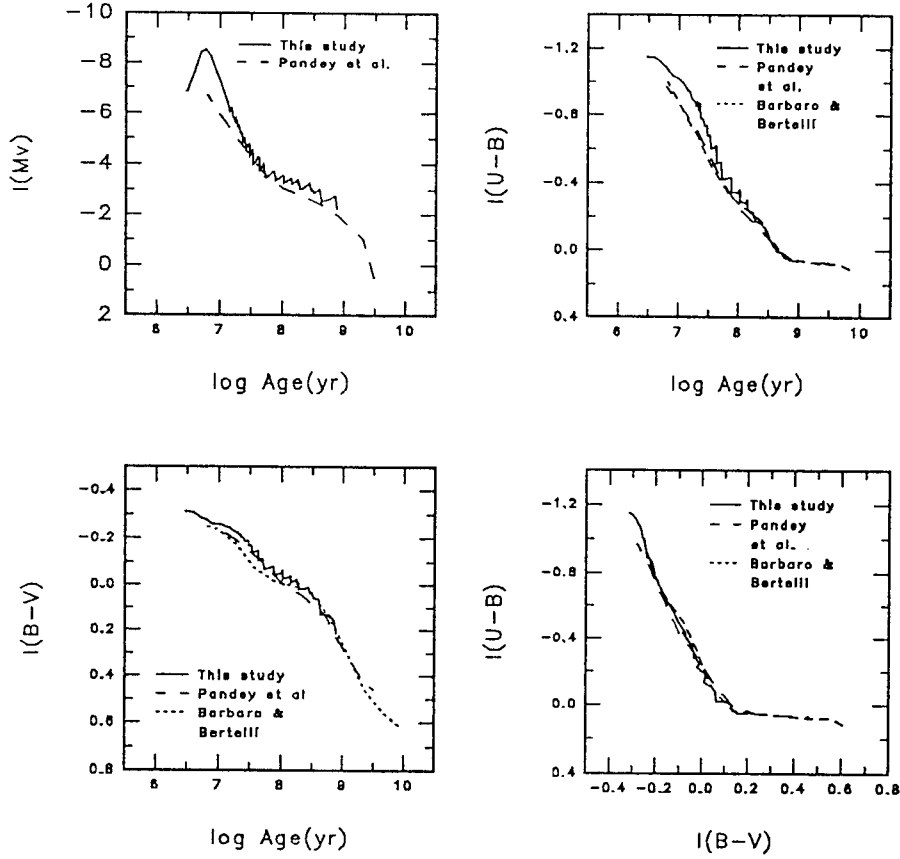 -10
-8
-6
-4
-2
0
2
I(Mv)
This study
Pandey et al.
6 7 8 9 10
log Age(yr)
-1.2
-0.8
-0.4
0.0
0.4
I(U-B)
This study
Pandey
et al.
Barbaro &
Bertelli
6 7 8 9 10
log Age(yr)
-0.4
-0.2
0.0
0.2
0.4
0.6
0.8
I(B-V)
This study
Pandey et al
Barbaro &
Bertelli
6 7 8 9 10
log Age(yr)
-1.2
-0.8
-0.4
0.0
0.4
I(U-B)
This study
Pandey
et al.
Barbaro &
Bertelli
-0.4 -0.2 0.0 0.2 0.4 0.6 0.8
I(B-V)